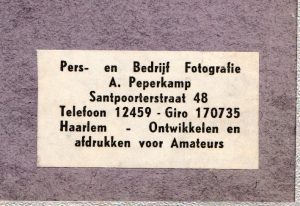 Pers- en Bedrijf Fotografie
A. Peperkamp
Santpoorterstraat 48
Telefoon 12459 - Giro 170735
Haarlem - Ontwikkelen en
afdrukken voor Amateurs